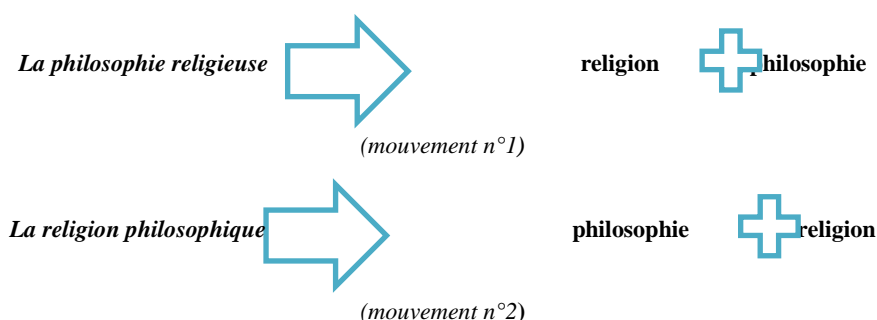 La philosophie religieuse religion philosophie
(mouvement n°1)
La religion philosophique philosophie religion
(mouvement n°2)